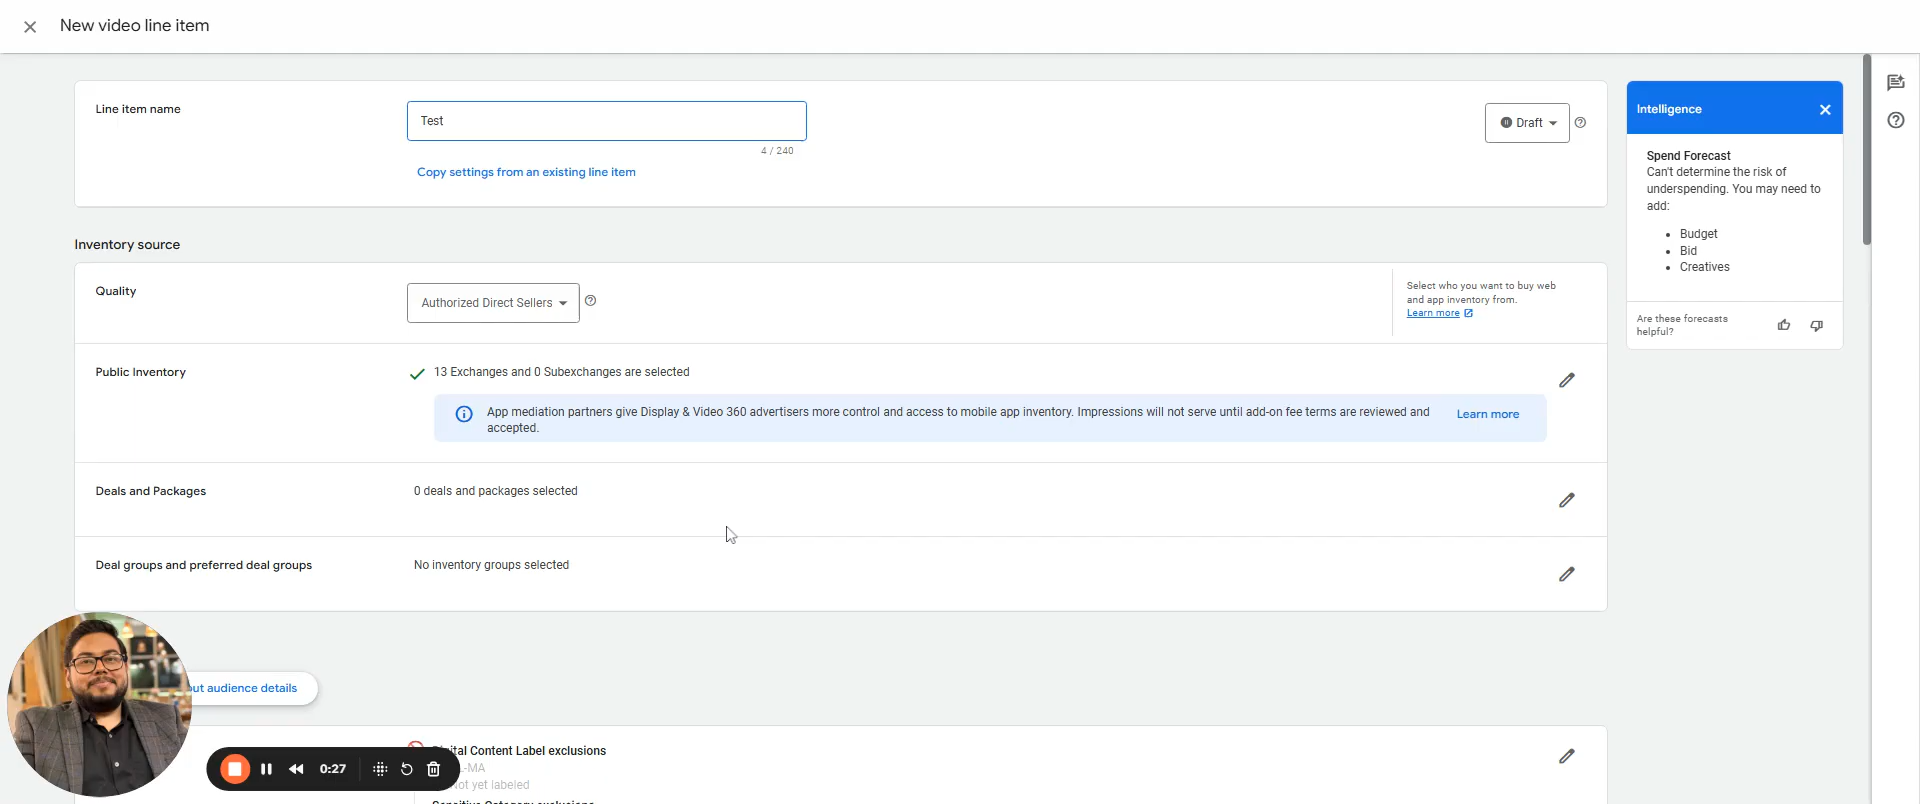 New video line item
Line item name
Test
Draft
4 / 240
Copy settings from an existing line item
Inventory source
Quality
Authorized Direct Sellers
Select who you want to buy web
and app inventory from.
Learn more
Public Inventory
13 Exchanges and 0 Subexchanges are selected
App mediation partners give Display & Video 360 advertisers more control and access to mobile app inventory. Impressions will not serve until add-on fee terms are reviewed and
accepted.
Learn more
Deals and Packages
0 deals and packages selected
Deal groups and preferred deal groups
No inventory groups selected
audience details
Content Label exclusions
-MA
yet labeled
0:27
Intelligence
Spend Forecast
Can't determine the risk of
underspending. You may need to
add:
Budget
Bid
Creatives
Are these forecasts
helpful?